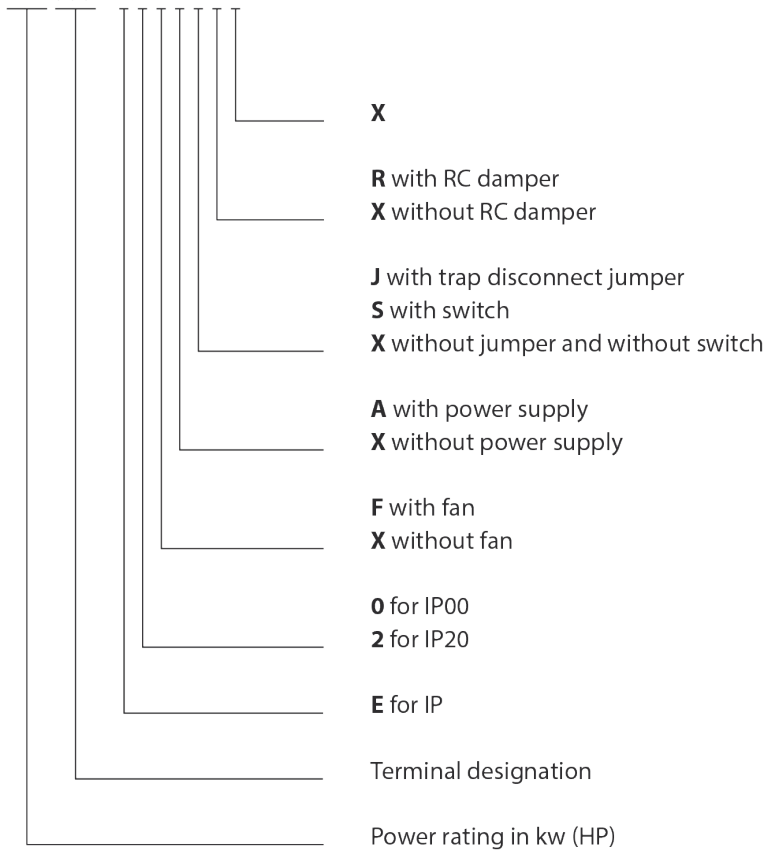 X
R with RC damper
X without RC damper
J with trap disconnect jumper
S with switch
X without jumper and without switch
A with power supply
X without power supply
F with fan
X without fan
0 for IP00
2 for IP20
E for IP
Terminal designation
Power rating in kw (HP)